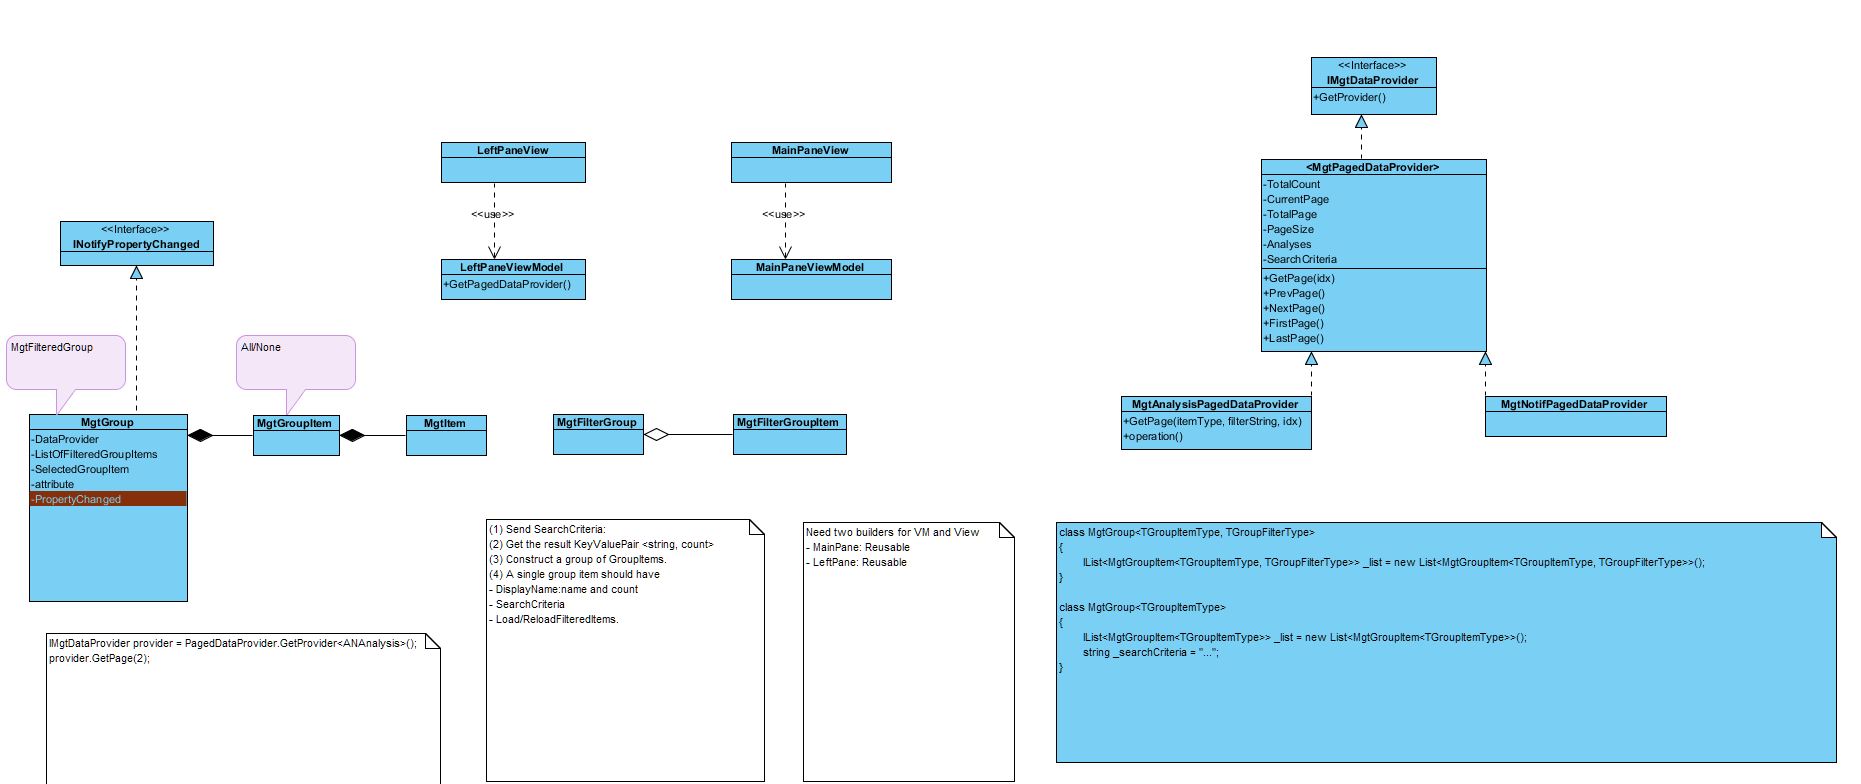 <<Interface>>
IMgtDataProvider
+GetProvider()
LeftPaneView
MainPaneView
<MgtPagedDataProvider>
-TotalCount
-CurrentPage
-TotalPage
-PageSize
-Analyses
-SearchCriteria
+GetPage(idx)
+PrevPage()
+NextPage()
+FirstPage()
+LastPage()
<<use>>
<<use>>
<<Interface>>
INotifyPropertyChanged
LeftPaneViewModel
+GetPagedDataProvider()
MainPaneViewModel
MgtFilteredGroup
All/None
MgtGroup
-DataProvider
-ListOfFilteredGroupItems
-SelectedGroupItem
-attribute
-PropertyChanged
MgtGroupItem
MgtItem
MgtFilterGroup
MgtFilterGroupItem
MgtAnalysisPagedDataProvider
+GetPage(itemType, filterString, idx)
+operation()
MgtNotifPagedDataProvider
(1) Send SearchCriteria:
(2) Get the result KeyValuePair <string, count>
(3) Construct a group of GroupItems.
(4) A single group item should have
- DisplayName:name and count
- SearchCriteria
- Load/ReloadFilteredItems.
Need two builders for VM and View
- MainPane: Reusable
- LeftPane: Reusable
class MgtGroup<TGroupItemType, TGroupFilterType>
{
IList<MgtGroupItem<TGroupItemType, TGroupFilterType>> _list = new List<MgtGroupItem<TGroupItemType, TGroupFilterType>>();
}
class MgtGroup<TGroupItemType>
{
IList<MgtGroupItem<TGroupItemType>> _list = new List<MgtGroupItem<TGroupItemType>>();
string _searchCriteria = "...";
}
IMgtDataProvider provider = PagedDataProvider.GetProvider<ANAnalysis>();
provider.GetPage(2);